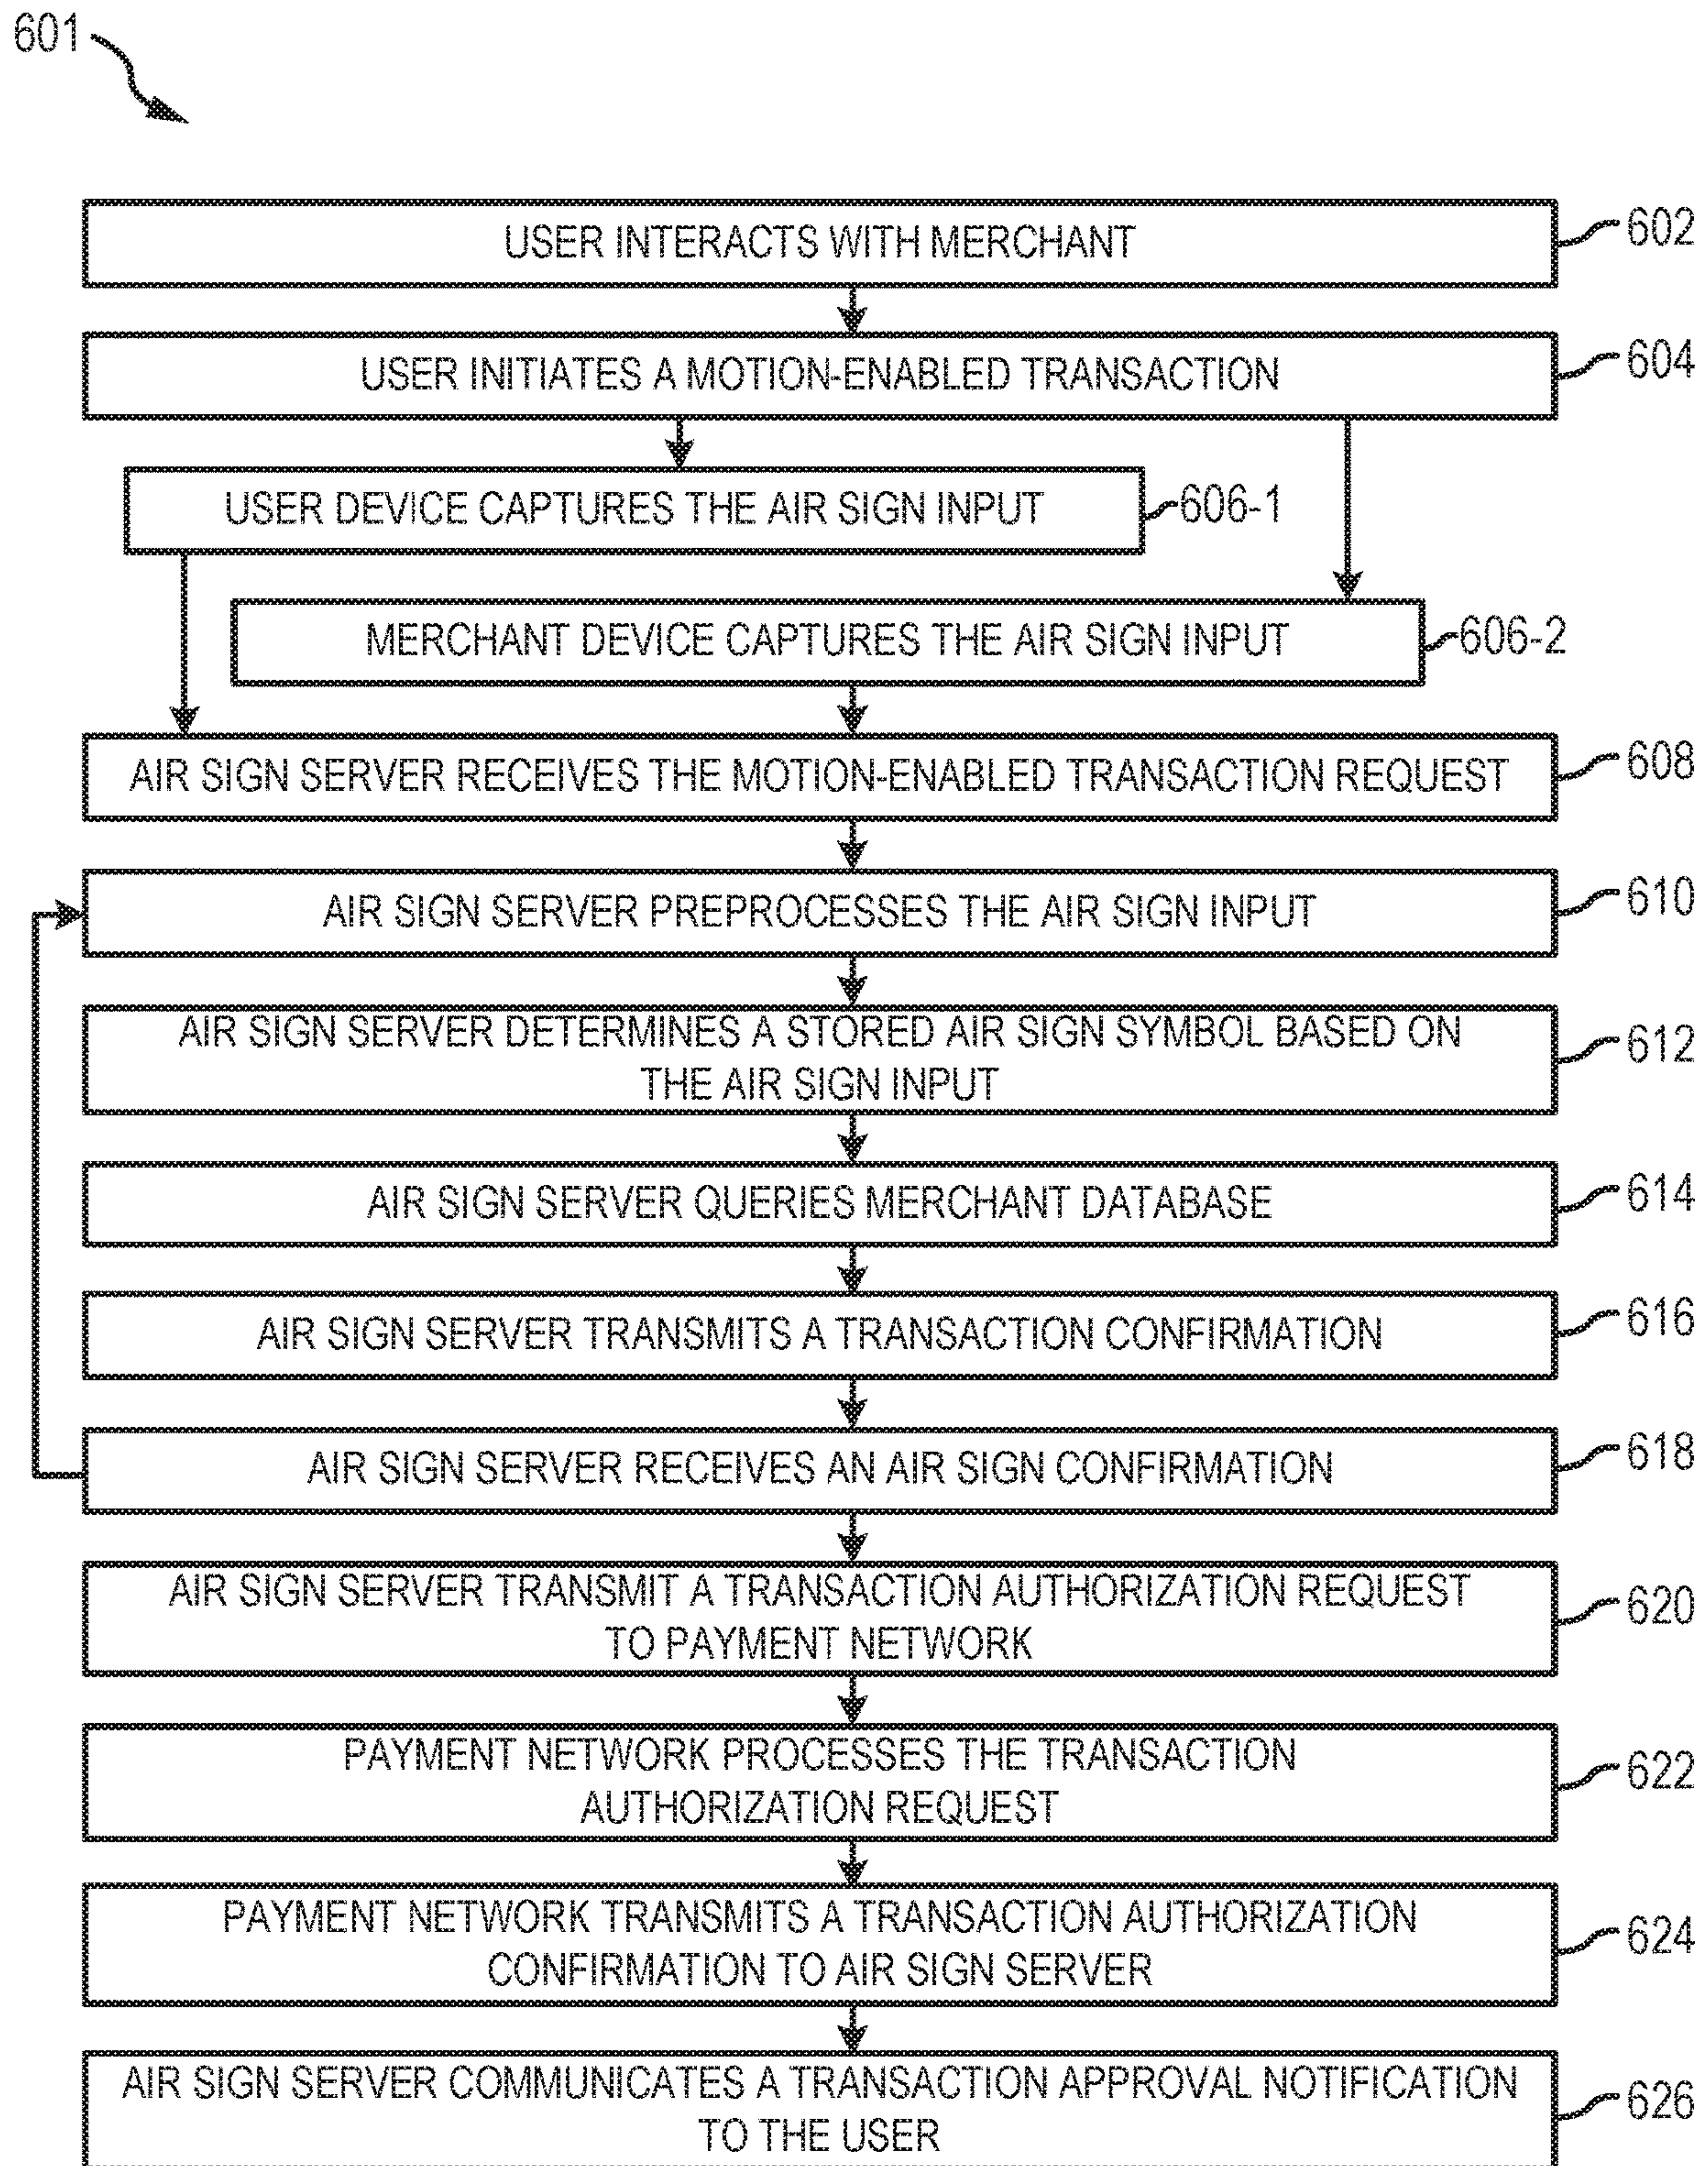 601
USER INTERACTS WITH MERCHANT
602
USER INITIATES A MOTION-ENABLED TRANSACTION
604
USER DEVICE CAPTURES THE AIR SIGN INPUT
606-1
MERCHANT DEVICE CAPTURES THE AIR SIGN INPUT
606-2
AIR SIGN SERVER RECEIVES THE MOTION-ENABLED TRANSACTION REQUEST
608
AIR SIGN SERVER PREPROCESSES THE AIR SIGN INPUT
610
AIR SIGN SERVER DETERMINES A STORED AIR SIGN SYMBOL BASED ON
THE AIR SIGN INPUT
612
AIR SIGN SERVER QUERIES MERCHANT DATABASE
614
AIR SIGN SERVER TRANSMITS A TRANSACTION CONFIRMATION
616
AIR SIGN SERVER RECEIVES AN AIR SIGN CONFIRMATION
618
AIR SIGN SERVER TRANSMIT A TRANSACTION AUTHORIZATION REQUEST
TO PAYMENT NETWORK
620
PAYMENT NETWORK PROCESSES THE TRANSACTION
AUTHORIZATION REQUEST
622
PAYMENT NETWORK TRANSMITS A TRANSACTION AUTHORIZATION
CONFIRMATION TO AIR SIGN SERVER
624
AIR SIGN SERVER COMMUNICATES A TRANSACTION APPROVAL NOTIFICATION
TO THE USER
626